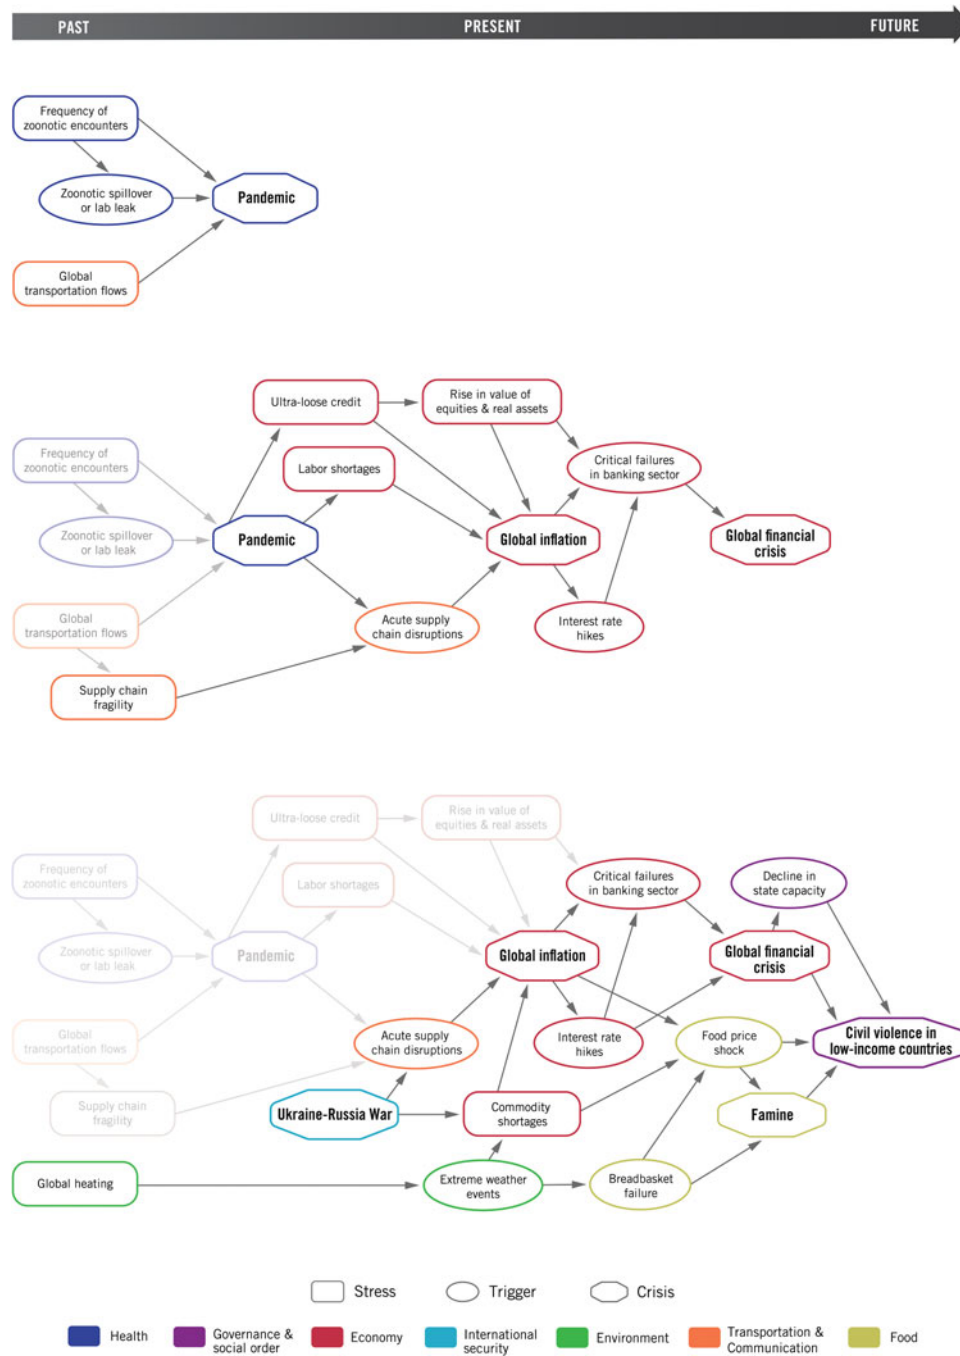 PAST
PRESENT
FUTURE
Frequency of
zoonotic encounters
Zoonotic spillover
or lab leak
Pandemic
Global
transportation flows
Ultra-loose credit
Rise in value of
equities & real assets
Frequency of
zoonotic encounters
Labor shortages
Critical failures
in banking sector
Zoonotic spillover
or lab leak
Pandemic
Global inflation
Global financial
crisis
Global
transportation flows
Acute supply
chain disruptions
Interest rate
hikes
Supply chain
fragility
Ultra-loose credit
Rise in value of
equities & real assets
Frequency of
zoonotic encounters
Labor shortages
Critical failures
in banking sector
Decline in
state capacity
Zoonotic spillover
or lab leak
Pandemic
Global inflation
Global financial
crisis
Global
transportation flows
Acute supply
chain disruptions
Interest rate
hikes
Food price
shock
Civil violence in
low-income countries
Supply chain
fragility
Ukraine-Russia War
Commodity
shortages
Famine
Global heating
Extreme weather
events
Breadbasket
failure
Stress
Trigger
Crisis
Health
Governance &
social order
Economy
International
security
Environment
Transportation &
Communication
Food